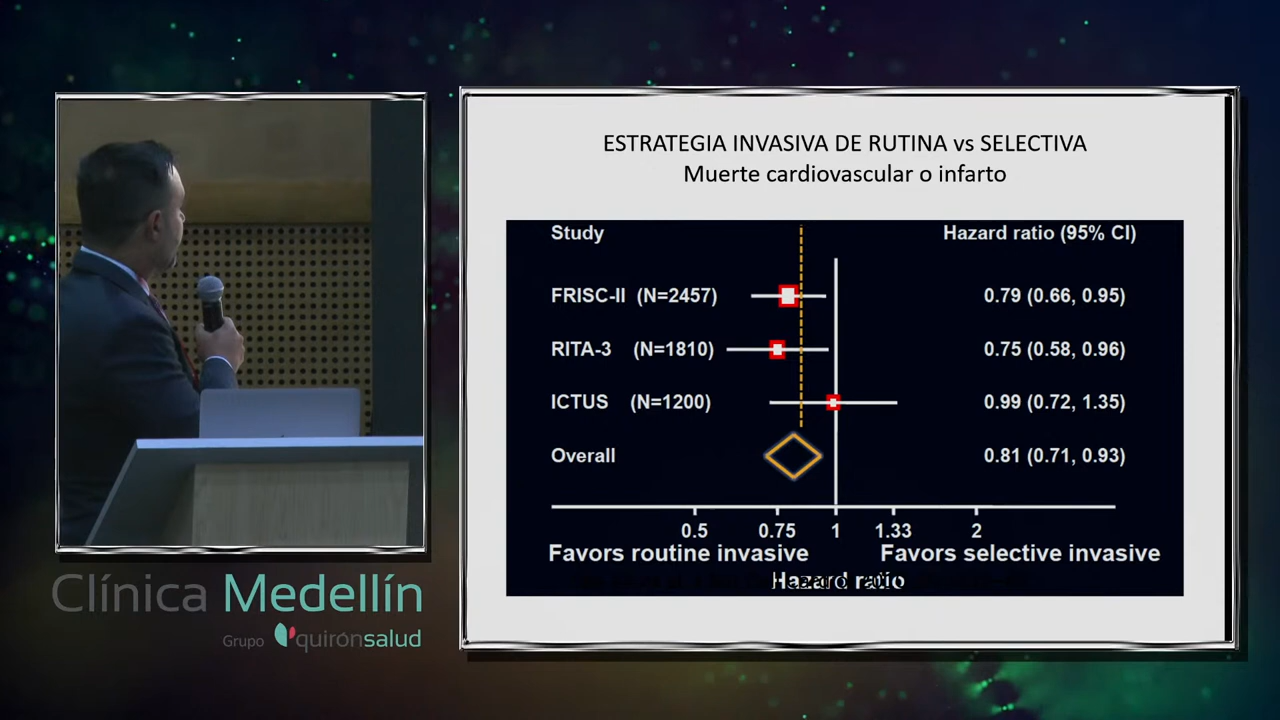 ESTRATEGIA INVASIVA DE RUTINA vs SELECTIVA
Muerte cardiovascular o infarto
Study Hazard ratio (95% CI)
FRISC-II (N=2457) 0.79 (0.66, 0.95)
RITA-3 (N=1810) 0.75 (0.58, 0.96)
ICTUS (N=1200) 0.99 (0.72, 1.35)
Overall 0.81 (0.71, 0.93)
0.5 0.75 1 1.33 2
Favors routine invasive Favors selective invasive
Hazard ratio
Clínica Medellín
Grupo quirónsalud